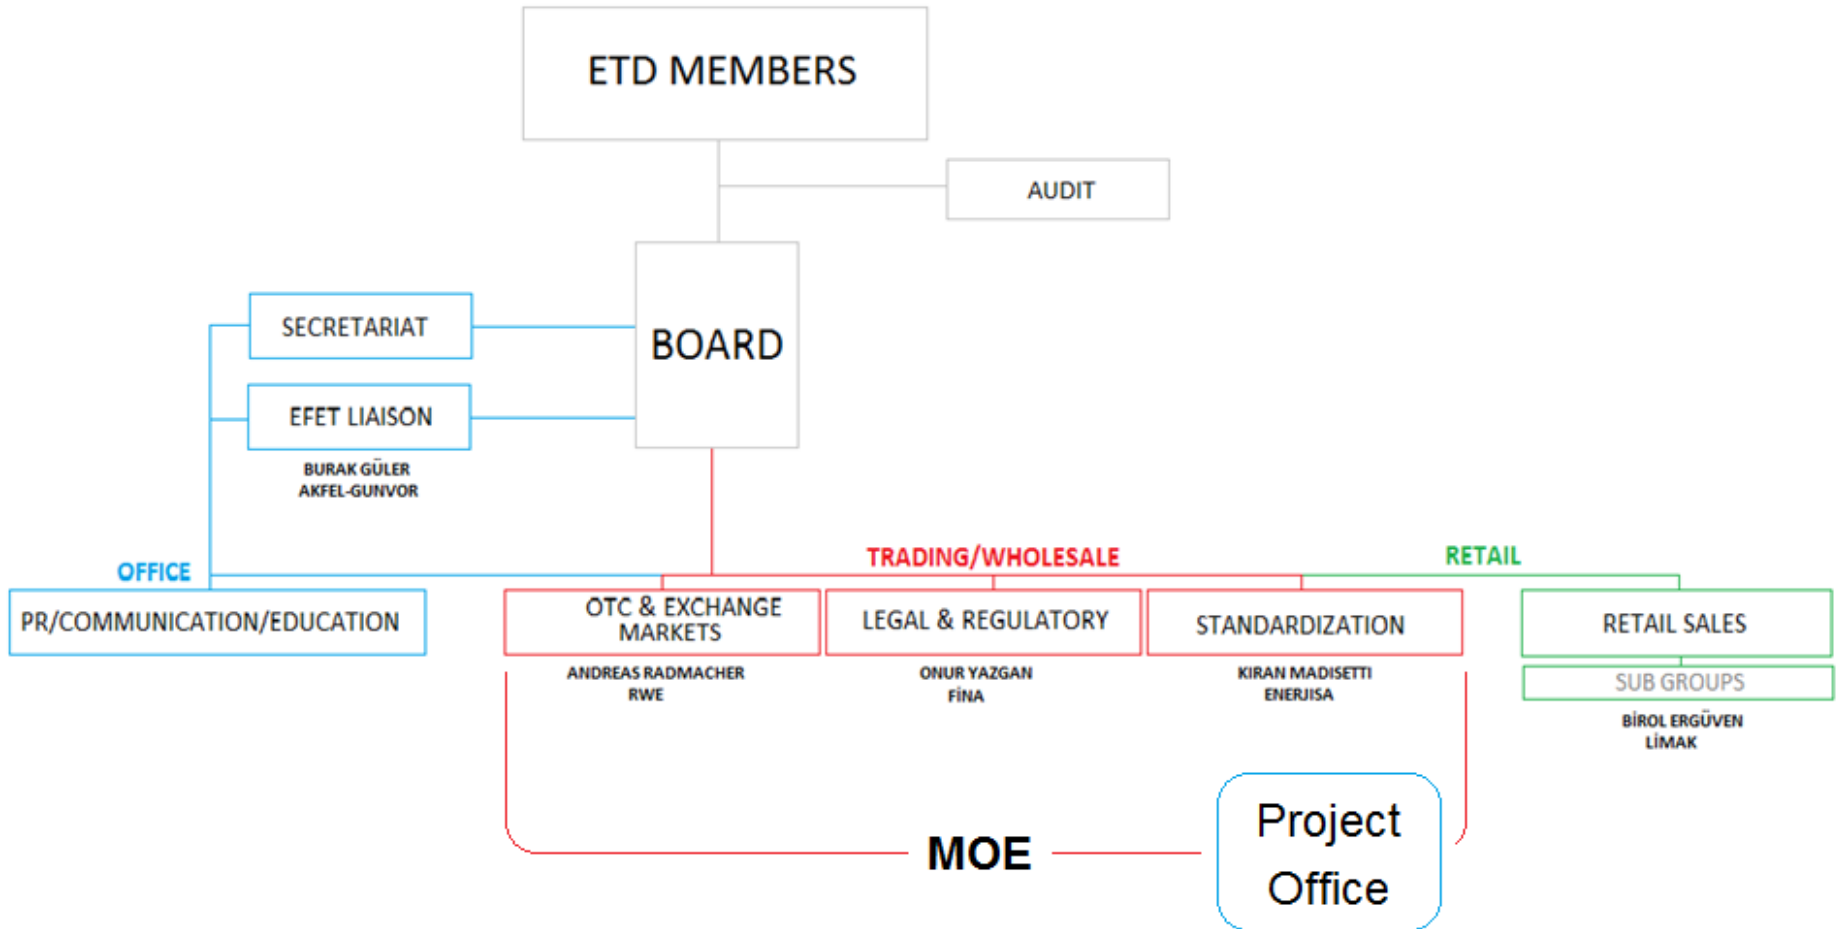 ETD MEMBERS
AUDIT
BOARD
SECRETARIAT
EFET LIAISON
BURAK GÜLER
AKFEL-GUNVOR
OFFICE
TRADING/WHOLESALE
RETAIL
PR/COMMUNICATION/EDUCATION
OTC & EXCHANGE
MARKETS
LEGAL & REGULATORY
STANDARDIZATION
RETAIL SALES
ANDREAS RADMACHER
RWE
ONUR YAZGAN
FİNA
KIRAN MADISETTI
ENERJISA
SUB GROUPS
BİROL ERGÜVEN
LİMAK
MOE
Project
Office